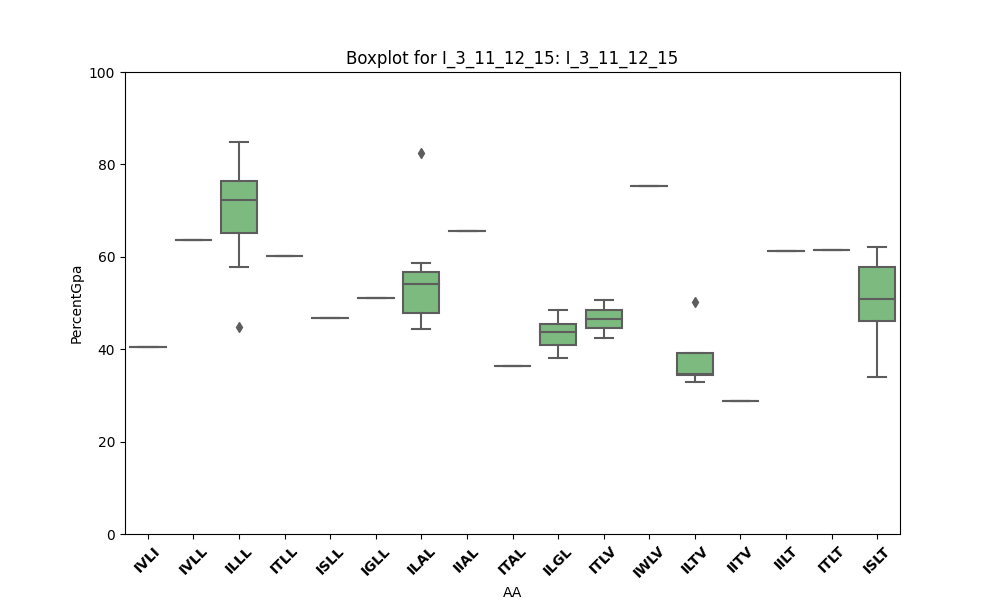 Boxplot for I_3_11_12_15: I_3_11_12_15
100
80
60
40
20
0
PercentGpa
IVLI IVLL ILLL ITLL ISLL IGLL ILAL IIAL ITAL ILGL ITLV IWLV ILTV IITV IILT ITLT ISLT
AA